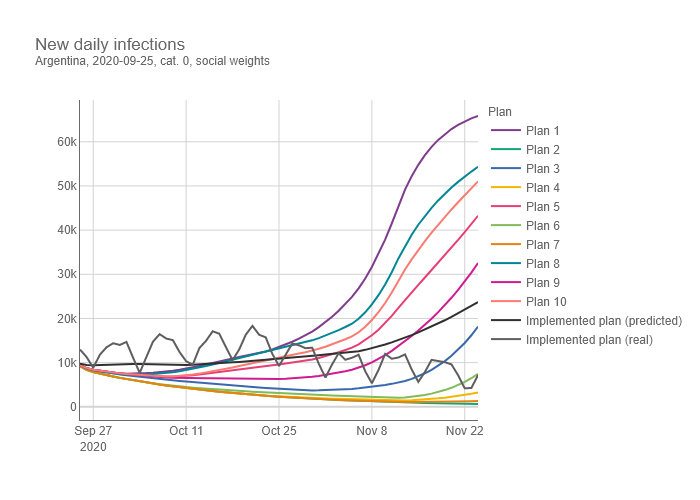 New daily infections
Argentina, 2020-09-25, cat. 0, social weights
Plan
Plan 1
Plan 2
Plan 3
Plan 4
Plan 5
Plan 6
Plan 7
Plan 8
Plan 9
Plan 10
Implemented plan (predicted)
Implemented plan (real)
60k
50k
40k
30k
20k
10k
0
Sep 27 Oct 11 Oct 25 Nov 8 Nov 22
2020